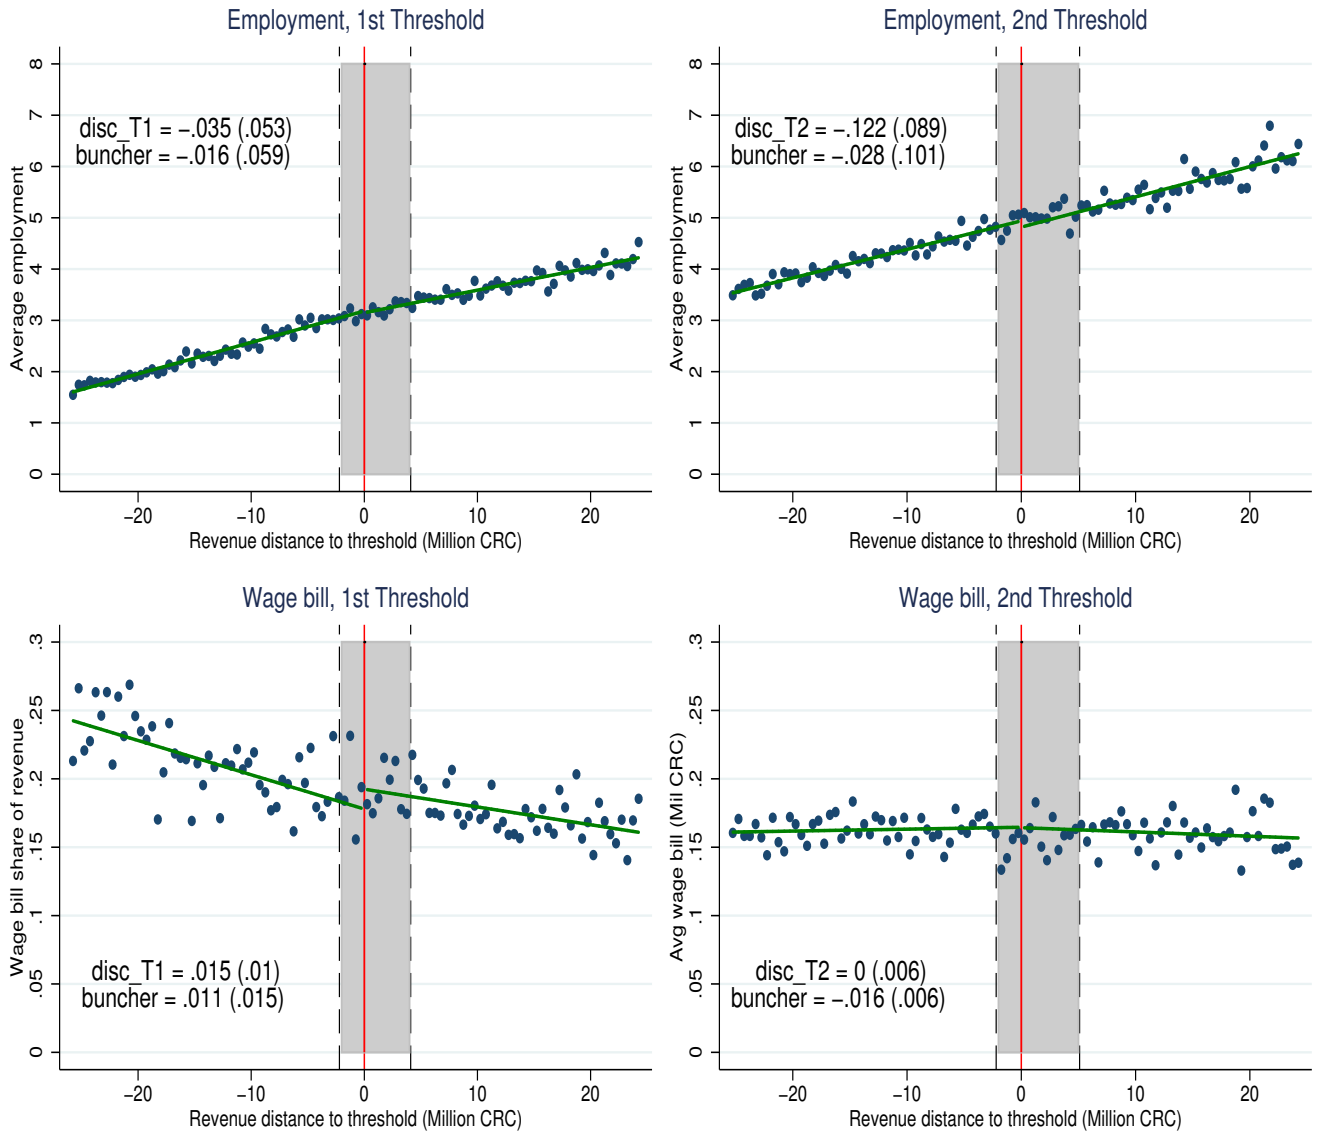 Employment, 1st Threshold
Average employment
8
7
6
5
4
3
2
1
0
disc_T1 = −.035 (.053)
buncher = −.016 (.059)
−20 −10 0 10 20
Revenue distance to threshold (Million CRC)
Employment, 2nd Threshold
Average employment
8
7
6
5
4
3
2
1
0
disc_T2 = −.122 (.089)
buncher = −.028 (.101)
−20 −10 0 10 20
Revenue distance to threshold (Million CRC)
Wage bill, 1st Threshold
Wage bill share of revenue
.3
.25
.2
.15
.1
.05
0
disc_T1 = .015 (.01)
buncher = .011 (.015)
−20 −10 0 10 20
Revenue distance to threshold (Million CRC)
Wage bill, 2nd Threshold
Avg wage bill (Mil CRC)
.3
.25
.2
.15
.1
.05
0
disc_T2 = 0 (.006)
buncher = −.016 (.006)
−20 −10 0 10 20
Revenue distance to threshold (Million CRC)